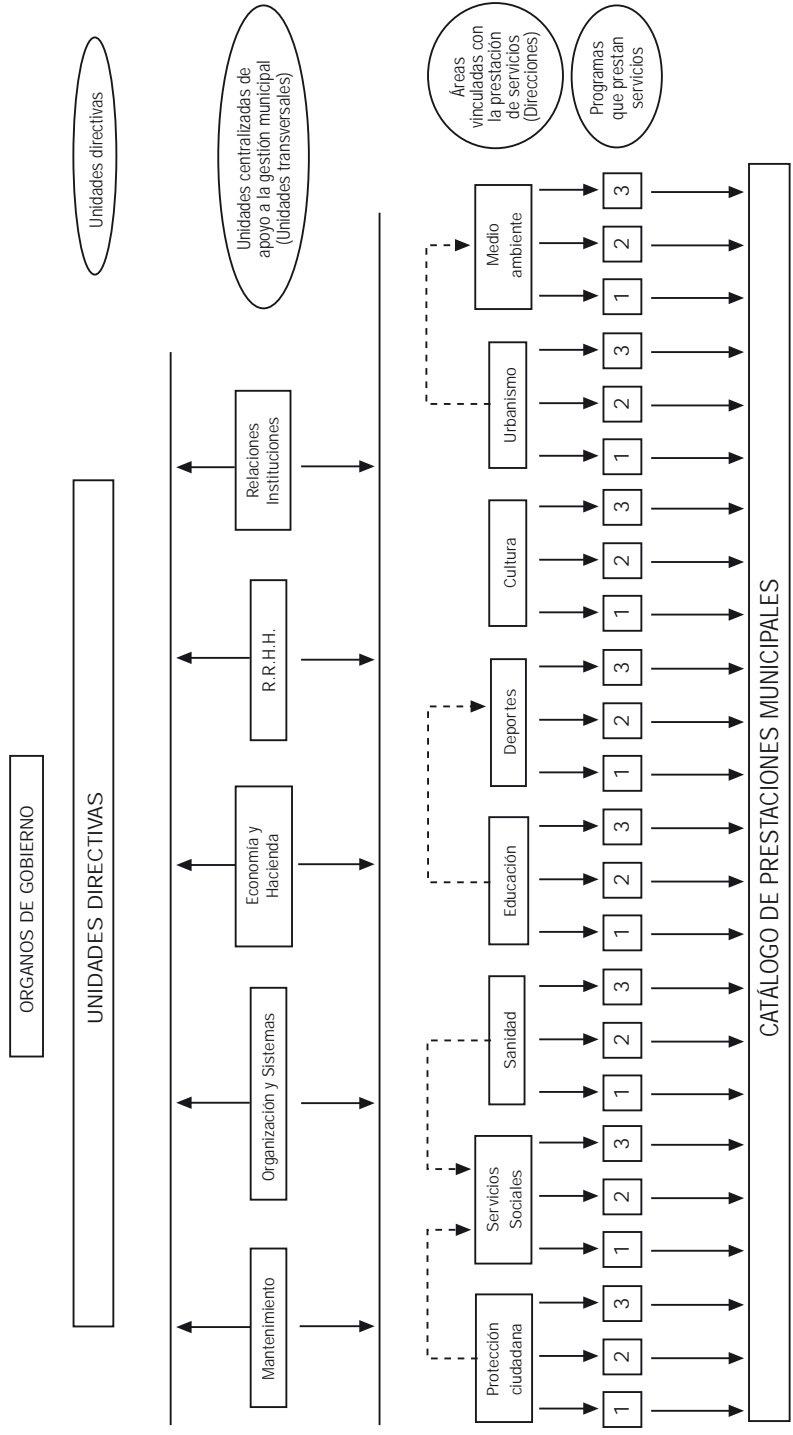 ORGANOS DE GOBIERNO
UNIDADES DIRECTIVAS
Unidades directivas
Mantenimiento
Organización y Sistemas
Economía y
Hacienda
R.R.H.H.
Relaciones
Instituciones
Unidades centralizadas de
apoyo a la gestión municipal
(Unidades transversales)
Protección
ciudadana
Servicios
Sociales
Sanidad
Educación
Deportes
Cultura
Urbanismo
Medio
ambiente
Áreas
vinculadas con
la prestación
de servicios
(Direcciones)
1
2
3
1
2
3
1
2
3
1
2
3
1
2
3
1
2
3
1
2
3
1
2
3
Programas
que prestan
servicios
CATÁLOGO DE PRESTACIONES MUNICIPALES